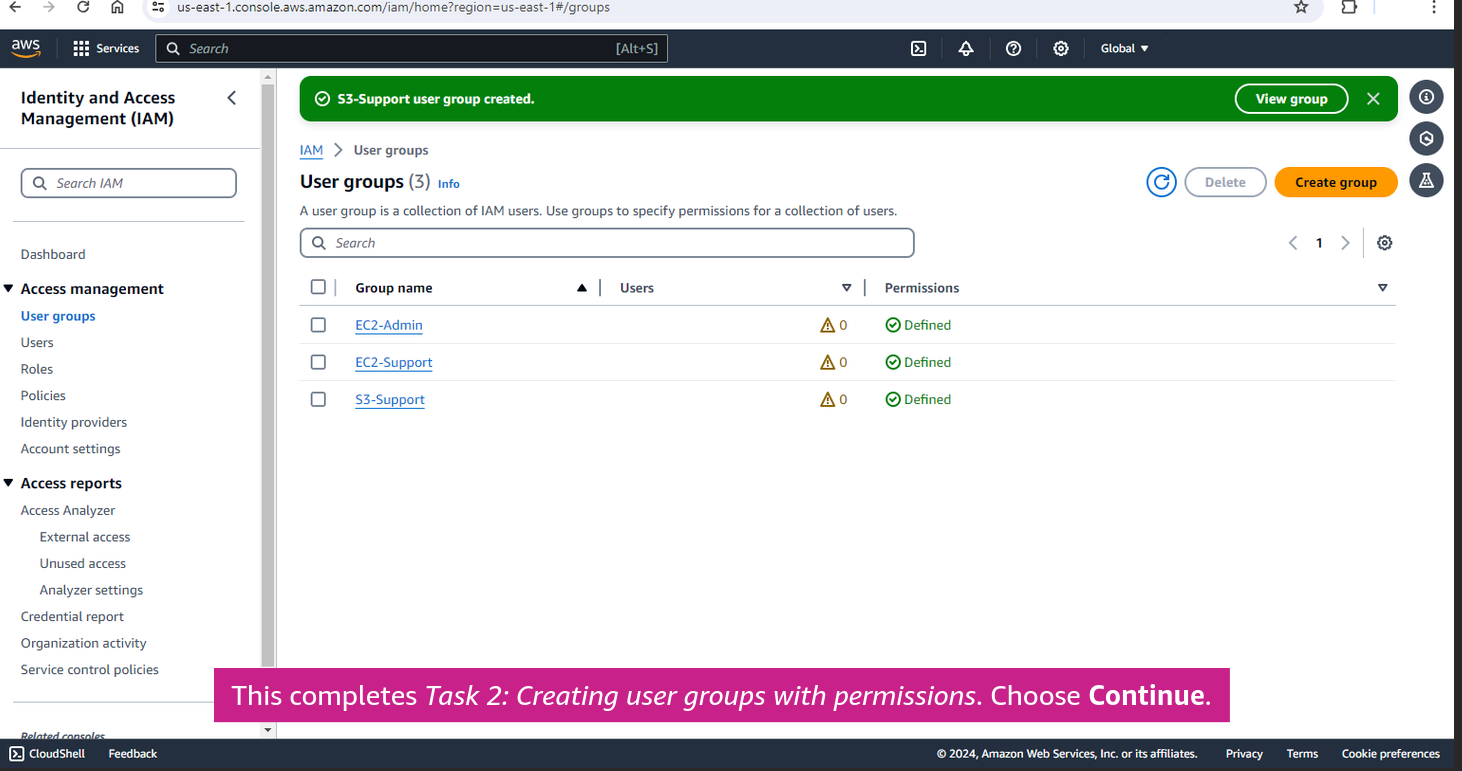 us-east-1.console.aws.amazon.com/iam/home?region=us-east-1#/groups
aws
Services
Search
[Alt+S]
Global
Identity and Access
Management (IAM)
Search IAM
Dashboard
Access management
User groups
Users
Roles
Policies
Identity providers
Account settings
Access reports
Access Analyzer
External access
Unused access
Analyzer settings
Credential report
Organization activity
Service control policies
Related consoles
S3-Support user group created.
View group
IAM
User groups
User groups (3) Info
Delete
Create group
A user group is a collection of IAM users. Use groups to specify permissions for a collection of users.
Search
1
Group name Users Permissions
EC2-Admin 0 Defined
EC2-Support 0 Defined
S3-Support 0 Defined
This completes Task 2: Creating user groups with permissions. Choose Continue.
CloudShell Feedback © 2024, Amazon Web Services, Inc. or its affiliates. Privacy Terms Cookie preferences